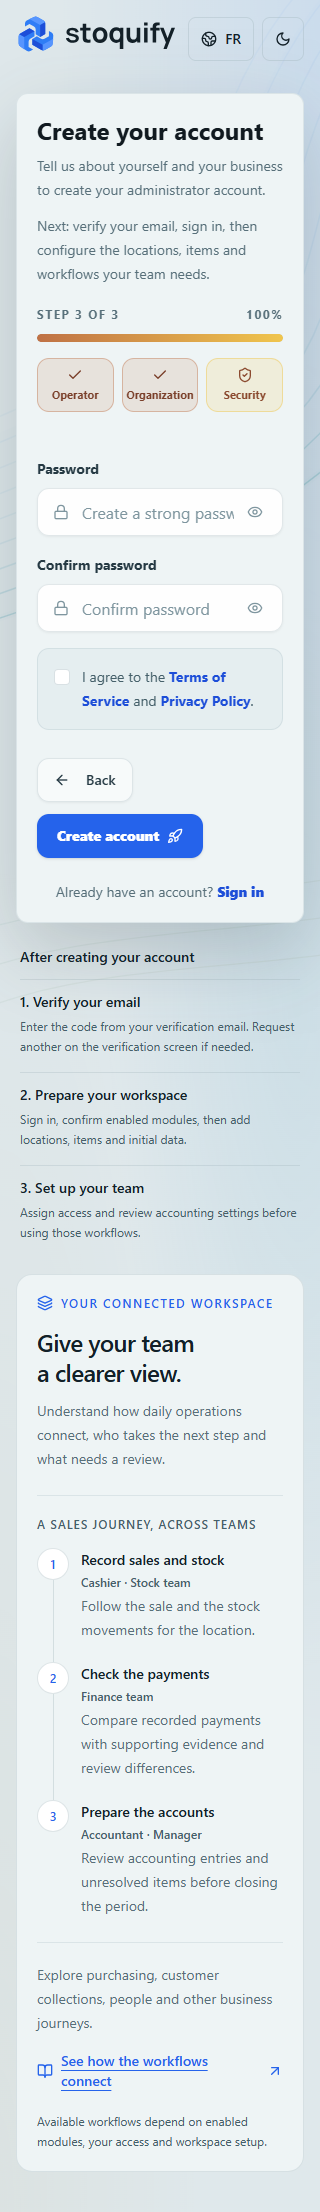 stoquify
FR
Create your account
Tell us about yourself and your business
to create your administrator account.
Next: verify your email, sign in, then
configure the locations, items and
workflows your team needs.
STEP 3 OF 3
100%
Operator
Organization
Security
Password
Create a strong passw
Confirm password
Confirm password
I agree to the Terms of
Service and Privacy Policy.
Back
Create account
Already have an account? Sign in
After creating your account
1. Verify your email
Enter the code from your verification email. Request
another on the verification screen if needed.
2. Prepare your workspace
Sign in, confirm enabled modules, then add
locations, items and initial data.
3. Set up your team
Assign access and review accounting settings before
using those workflows.
YOUR CONNECTED WORKSPACE
Give your team
a clearer view.
Understand how daily operations
connect, who takes the next step and
what needs a review.
A SALES JOURNEY, ACROSS TEAMS
1
Record sales and stock
Cashier · Stock team
Follow the sale and the stock
movements for the location.
2
Check the payments
Finance team
Compare recorded payments
with supporting evidence and
review differences.
3
Prepare the accounts
Accountant · Manager
Review accounting entries and
unresolved items before closing
the period.
Explore purchasing, customer
collections, people and other business
journeys.
See how the workflows
connect
Available workflows depend on enabled
modules, your access and workspace setup.